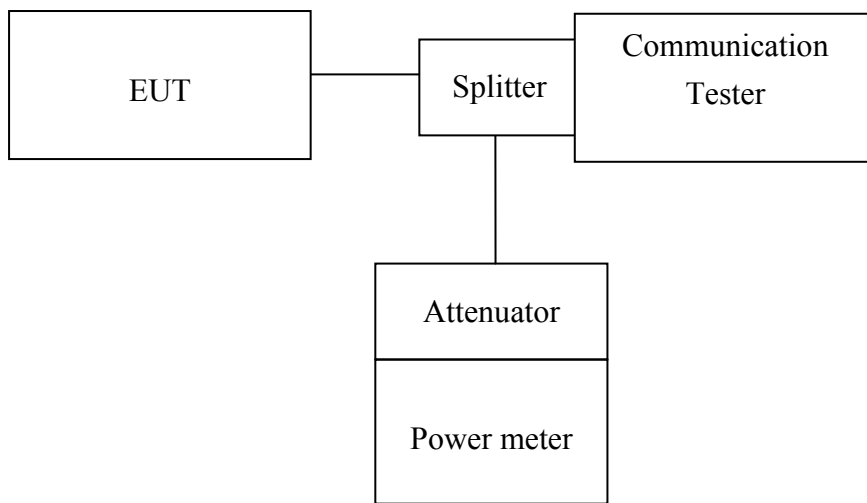 EUT
Splitter
Communication
Tester
Attenuator
Power meter